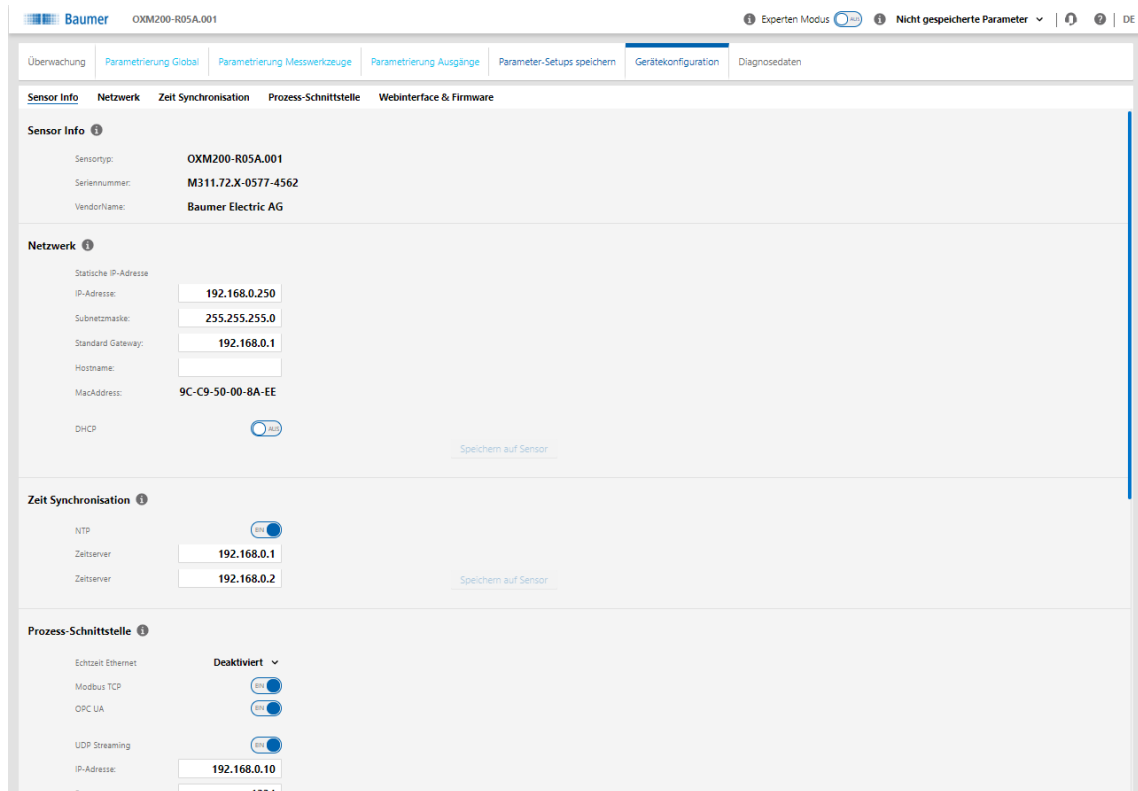 Baumer OXM200-R05A.001 Experten Modus AUS Nicht gespeicherte Parameter DE
Überwachung Parametrierung Global Parametrierung Messwerkzeuge Parametrierung Ausgänge Parameter-Setups speichern Gerätekonfiguration Diagnosedaten
Sensor Info Netzwerk Zeit Synchronisation Prozess-Schnittstelle Webinterface & Firmware
Sensor Info
Sensortyp: OXM200-R05A.001
Seriennummer: M311.72.X-0577-4562
VendorName: Baumer Electric AG
Netzwerk
Statische IP-Adresse
IP-Adresse: 192.168.0.250
Subnetzmaske: 255.255.255.0
Standard Gateway: 192.168.0.1
Hostname:
MacAddress: 9C-C9-50-00-8A-EE
DHCP AUS
Speichern auf Sensor
Zeit Synchronisation
NTP EN
Zeitserver 192.168.0.1
Zeitserver 192.168.0.2 Speichern auf Sensor
Prozess-Schnittstelle
Echtzeit Ethernet Deaktiviert
Modbus TCP EN
OPC UA EN
UDP Streaming EN
IP-Adresse: 192.168.0.10